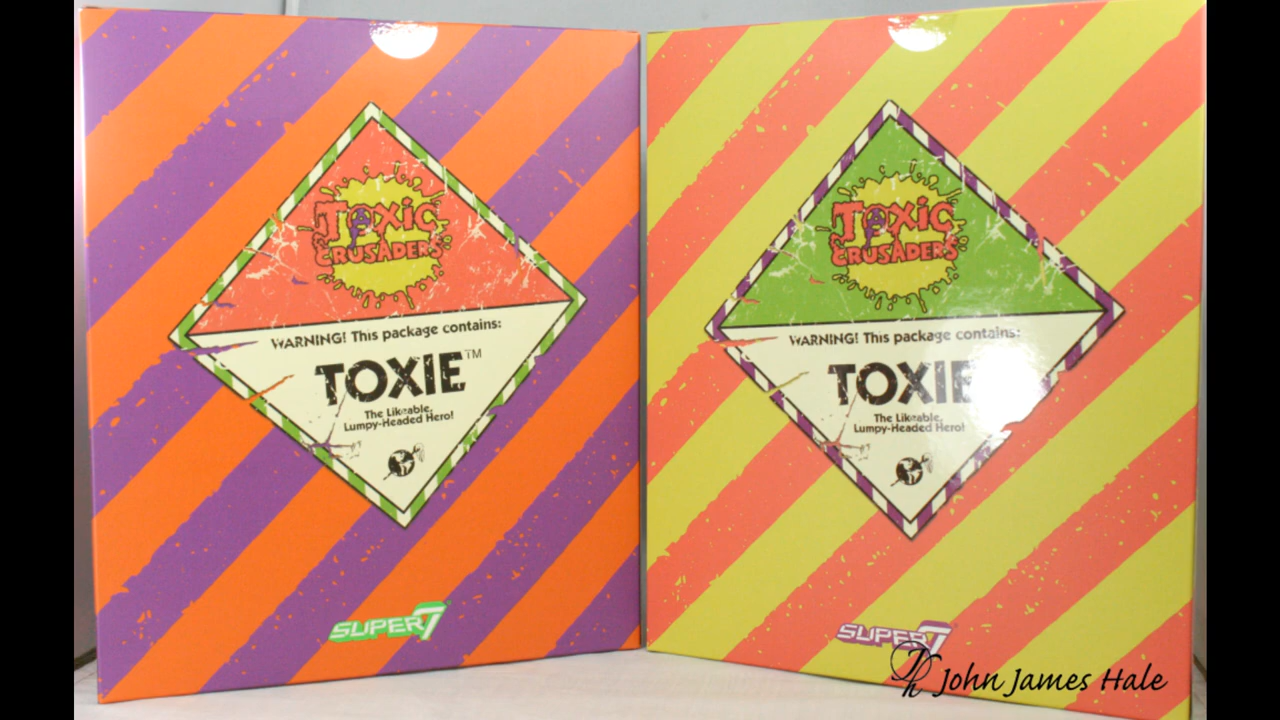 TOXIC
CRUSADERS
WARNING! This package contains:
TOXIE™
The Likeable,
Lumpy-Headed Hero!
SUPER7
TOXIC
CRUSADERS
WARNING! This package contains:
TOXIE
The Likeable,
Lumpy-Headed Hero!
SUPER7
John James Hale